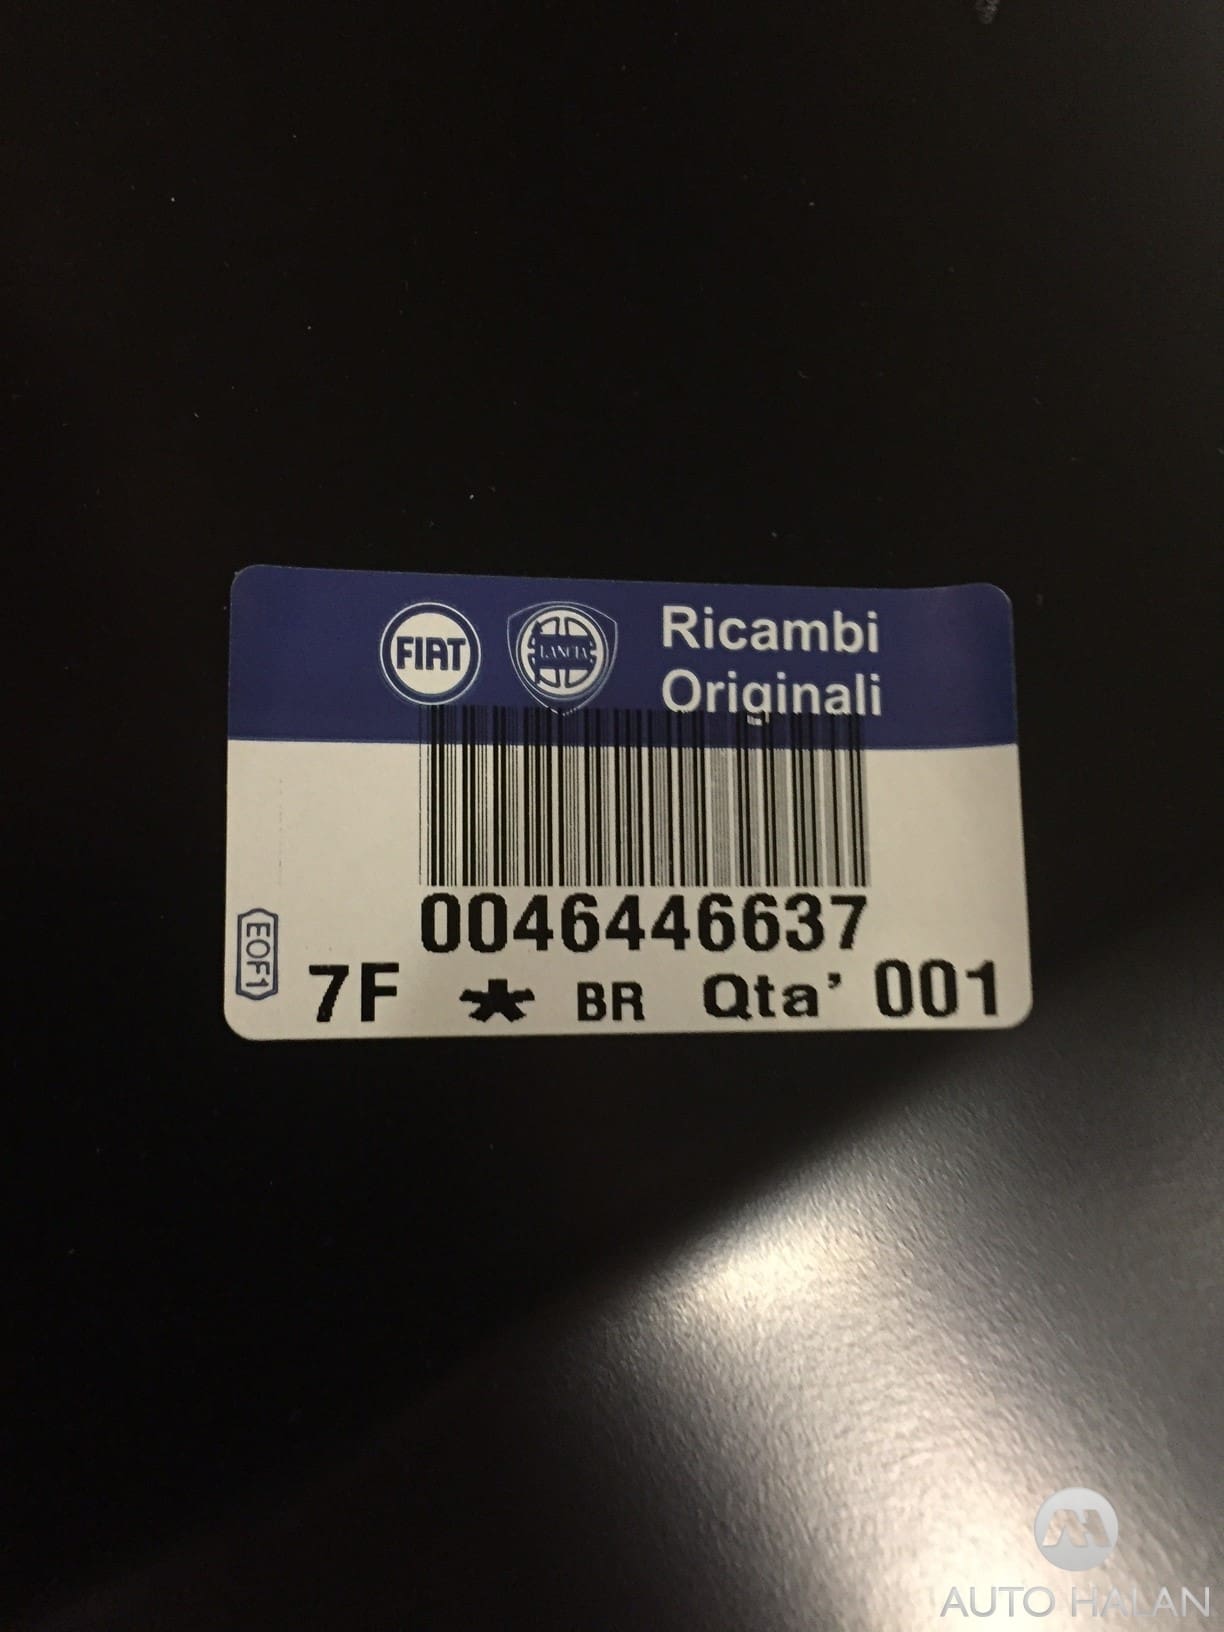 FIAT
LANCIA
Ricambi
Originali
0046446637
EOF1
7F * BR Qta' 001
AUTO HALAN